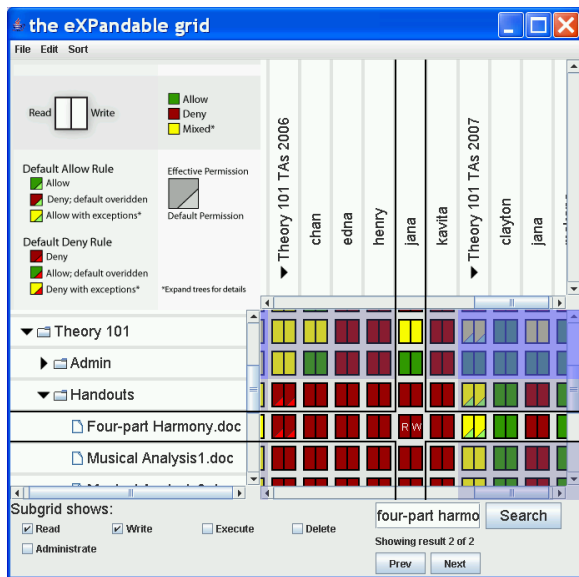 the eXPandable grid
File Edit Sort
Read Write
Allow
Deny
Mixed*
Default Allow Rule
Allow
Deny; default overidden
Allow with exceptions*
Default Deny Rule
Deny
Allow; default overidden
Deny with exceptions*
Effective Permission
Default Permission
*Expand trees for details
Theory 101 TAs 2006
chan
edna
henry
jana
kavita
Theory 101 TAs 2007
clayton
jana
Theory 101
Admin
Handouts
Four-part Harmony.doc
R W
Musical Analysis1.doc
Subgrid shows:
Read Write Execute Delete
Administrate
four-part harmo Search
Showing result 2 of 2
Prev Next